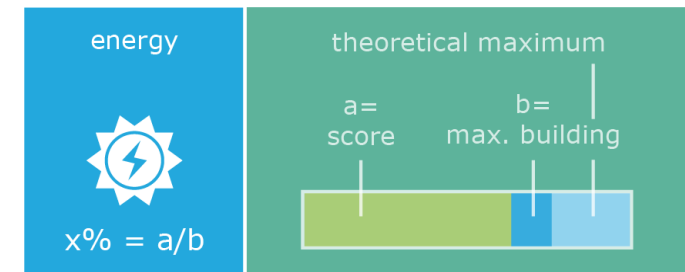 energy
x% = a/b
theoretical maximum
a=
score
b=
max. building